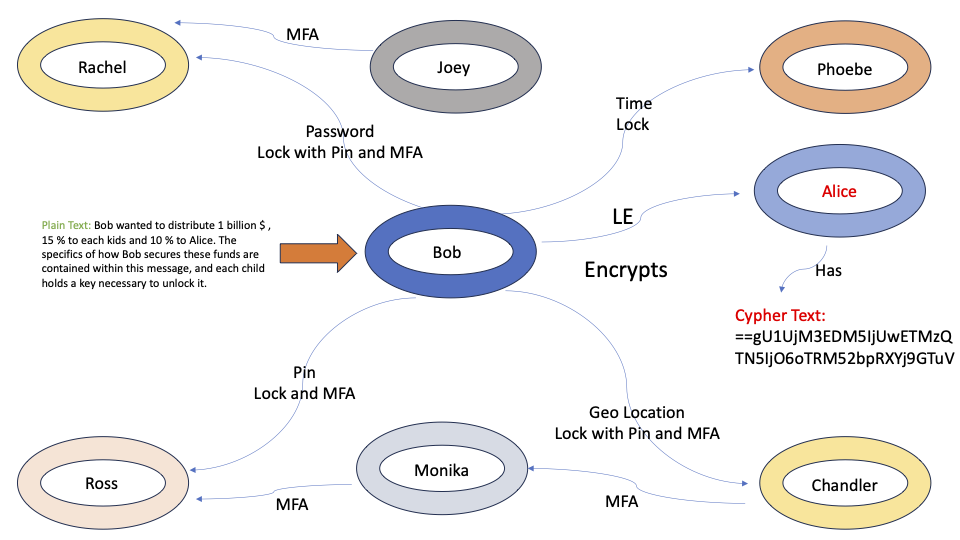 MFA
Rachel
Joey
Phoebe
Time
Lock
Password
Lock with Pin and MFA
Alice
LE
Plain Text: Bob wanted to distribute 1 billion $ ,
15 % to each kids and 10 % to Alice. The
specifics of how Bob secures these funds are
contained within this message, and each child
holds a key necessary to unlock it.
Bob
Encrypts
Has
Cypher Text:
==gU1UjM3EDM5IjUwETMzQ
TN5IjO6oTRM52bpRXYj9GTuV
Pin
Lock and MFA
Geo Location
Lock with Pin and MFA
Ross
Monika
Chandler
MFA
MFA